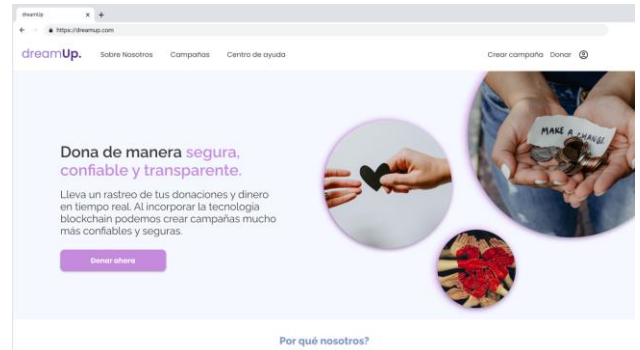 dreamUp
https://dreamup.com
dreamUp.
Sobre Nosotros
Campañas
Centro de ayuda
Crear campaña
Donar
MAKE A CHANGE
Dona de manera segura,
confiable y transparente.
Lleva un rastreo de tus donaciones y dinero
en tiempo real. Al incorporar la tecnología
blockchain podemos crear campañas mucho
más confiables y seguras.
Donar ahora
Por qué nosotros?